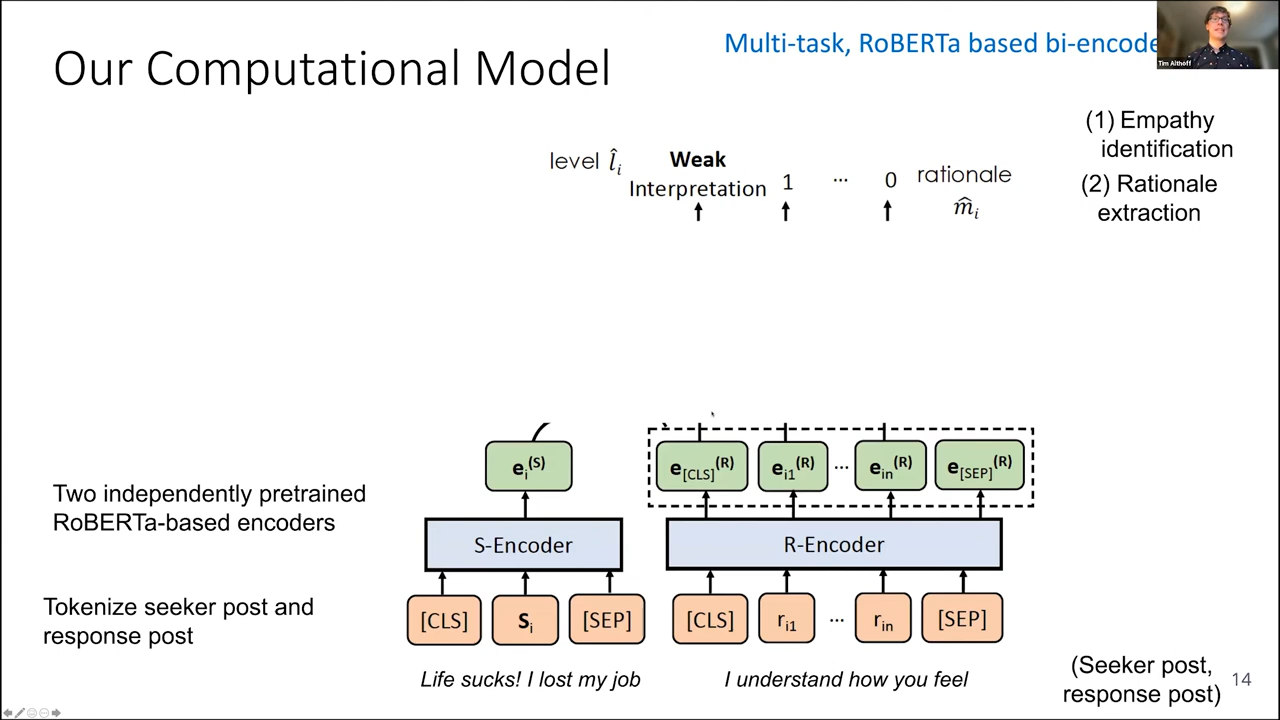 Our Computational Model
Multi-task, RoBERTa based bi-encode
Tim Althoff
(1) Empathy
identification
(2) Rationale
extraction
level l̂ᵢ
Weak
Interpretation
1 ... 0
rationale
m̂ᵢ
Two independently pretrained
RoBERTa-based encoders
eᵢ(S)
e[CLS](R) eᵢ₁(R) ... eᵢₙ(R) e[SEP](R)
S-Encoder
R-Encoder
Tokenize seeker post and
response post
[CLS] Sᵢ [SEP]
[CLS] rᵢ₁ ... rᵢₙ [SEP]
Life sucks! I lost my job
I understand how you feel
(Seeker post,
response post)
14